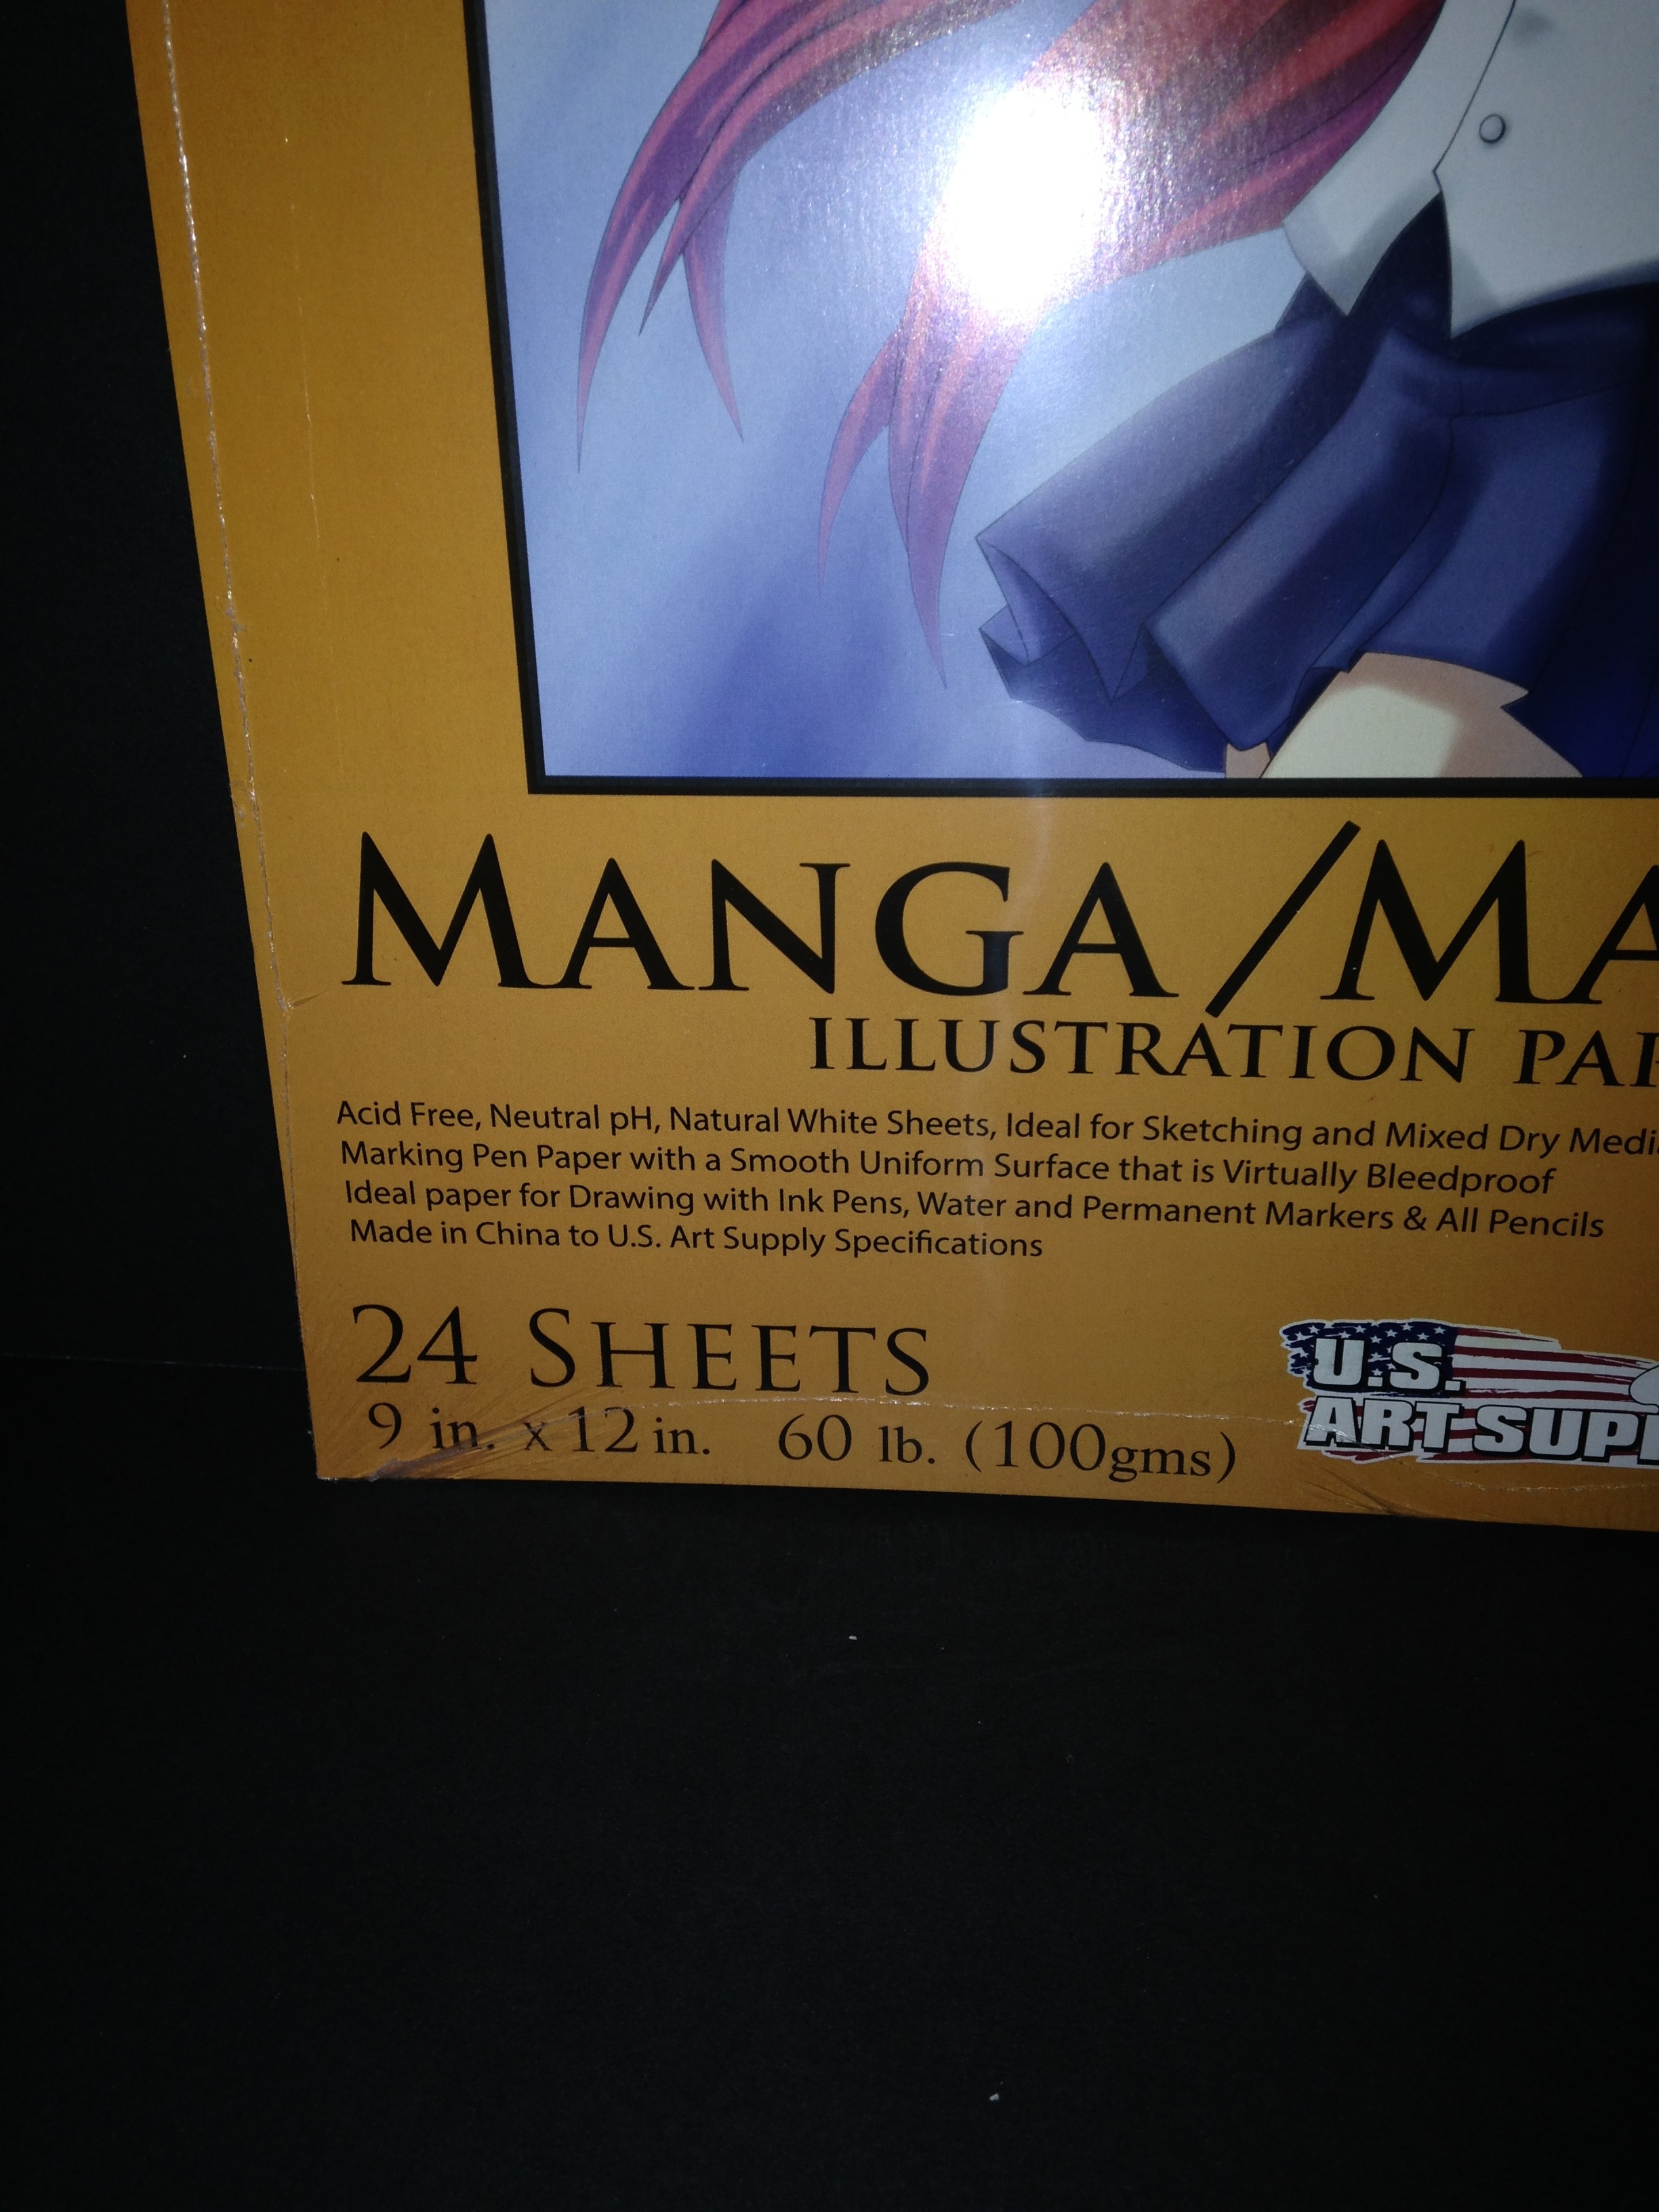 MANGA/MA
ILLUSTRATION PAP
Acid Free, Neutral pH, Natural White Sheets, Ideal for Sketching and Mixed Dry Medi
Marking Pen Paper with a Smooth Uniform Surface that is Virtually Bleedproof
Ideal paper for Drawing with Ink Pens, Water and Permanent Markers & All Pencils
Made in China to U.S. Art Supply Specifications
24 SHEETS
9 in. x 12 in. 60 lb. (100gms)
U.S.
ART SUPP